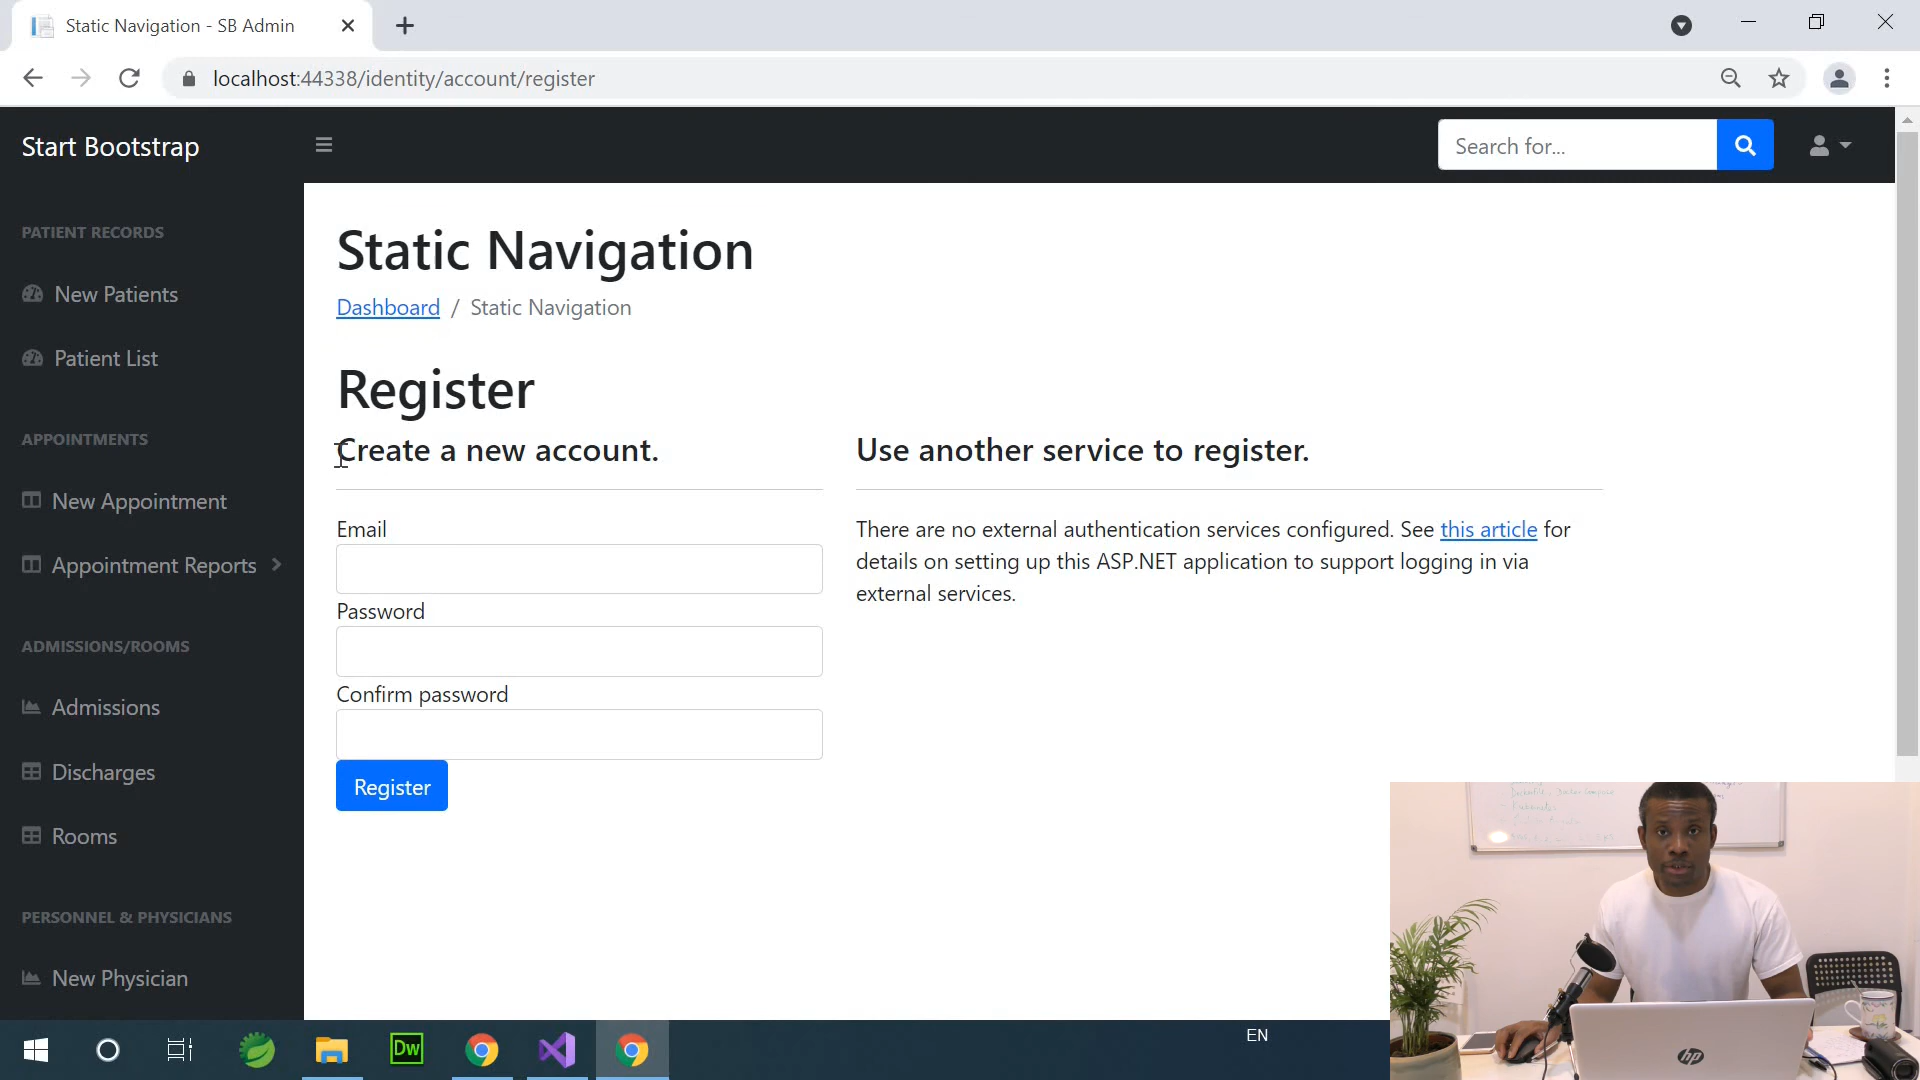 Static Navigation - SB Admin
localhost:44338/identity/account/register
Start Bootstrap
Search for...
PATIENT RECORDS
New Patients
Patient List
APPOINTMENTS
New Appointment
Appointment Reports
ADMISSIONS/ROOMS
Admissions
Discharges
Rooms
PERSONNEL & PHYSICIANS
New Physician
Static Navigation
Dashboard / Static Navigation
Register
Create a new account.
Email
Password
Confirm password
Register
Use another service to register.
There are no external authentication services configured. See this article for
details on setting up this ASP.NET application to support logging in via
external services.
Dw
EN
hp